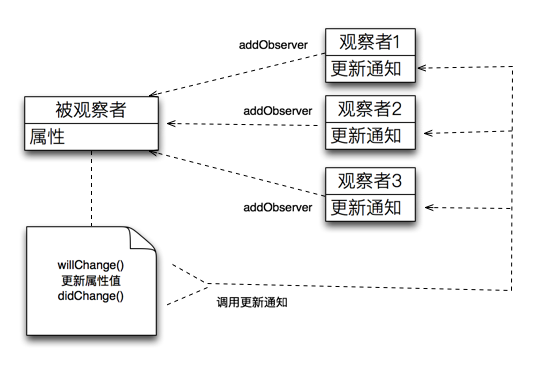 addObserver
观察者1
更新通知
被观察者
属性
addObserver
观察者2
更新通知
观察者3
更新通知
addObserver
willChange()
更新属性值
didChange()
调用更新通知